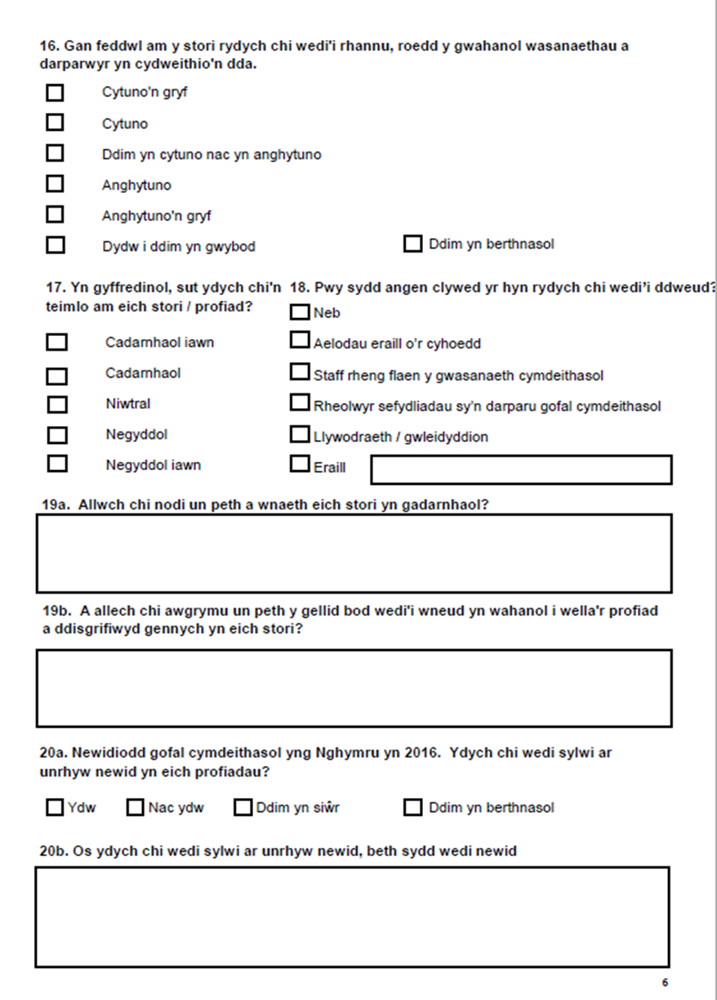 16. Gan feddwl am y stori rydych chi wedi'i rhannu, roedd y gwahanol wasanaethau a
darparwyr yn cydweithio'n dda.
Cytuno'n gryf
Cytuno
Ddim yn cytuno nac yn anghytuno
Anghytuno
Anghytuno'n gryf
Dydw i ddim yn gwybod
Ddim yn berthnasol
17. Yn gyffredinol, sut ydych chi'n
teimlo am eich stori / profiad?
Cadarnhaol iawn
Cadarnhaol
Niwtral
Negyddol
Negyddol iawn
18. Pwy sydd angen clywed yr hyn rydych chi wedi’i ddweud?
Neb
Aelodau eraill o’r cyhoedd
Staff rheng flaen y gwasanaeth cymdeithasol
Rheolwyr sefydliadau sy’n darparu gofal cymdeithasol
Llywodraeth / gwleidyddion
Eraill
19a. Allwch chi nodi un peth a wnaeth eich stori yn gadarnhaol?
19b. A allech chi awgrymu un peth y gellid bod wedi'i wneud yn wahanol i wella'r profiad
a ddisgrifiwyd gennych yn eich stori?
20a. Newidiodd gofal cymdeithasol yng Nghymru yn 2016. Ydych chi wedi sylwi ar
unrhyw newid yn eich profiadau?
Ydw Nac ydw Ddim yn siŵr Ddim yn berthnasol
20b. Os ydych chi wedi sylwi ar unrhyw newid, beth sydd wedi newid
6